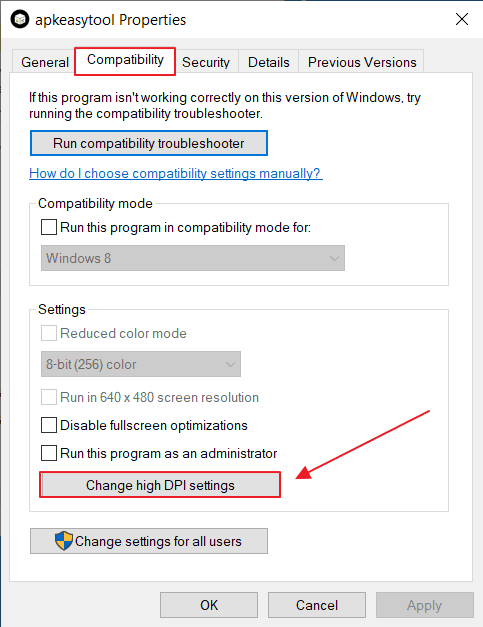 apkeasytool Properties
General
Compatibility
Security
Details
Previous Versions
If this program isn't working correctly on this version of Windows, try
running the compatibility troubleshooter.
Run compatibility troubleshooter
How do I choose compatibility settings manually?
Compatibility mode
Run this program in compatibility mode for:
Windows 8
Settings
Reduced color mode
8-bit (256) color
Run in 640 x 480 screen resolution
Disable fullscreen optimizations
Run this program as an administrator
Change high DPI settings
Change settings for all users
OK
Cancel
Apply